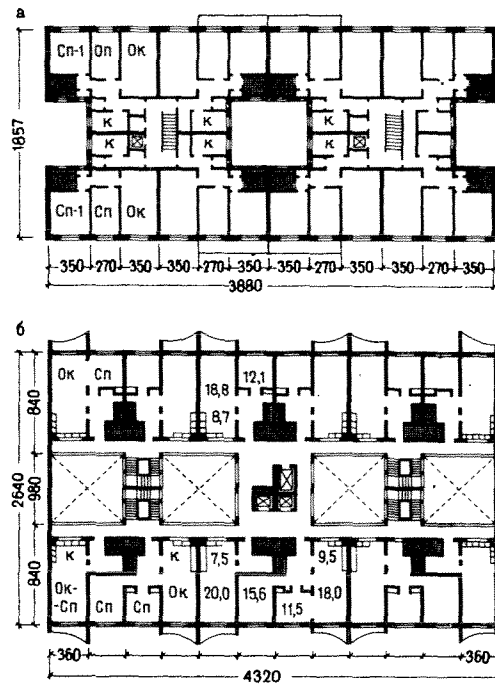 а
Сп-1 Оп Ок
К К К
К К К
Сп-1 Сп Ок
1857
350 270 350 350 270 350 350 270 350 350 270 350
3880
б
Ок Сп 18,8 12,1
8,7
840
2640
980
840
К К 7,5 9,5
Ок-
-Сп Сп Сп Ок 20,0 15,6 11,5 18,0
360 360
4320